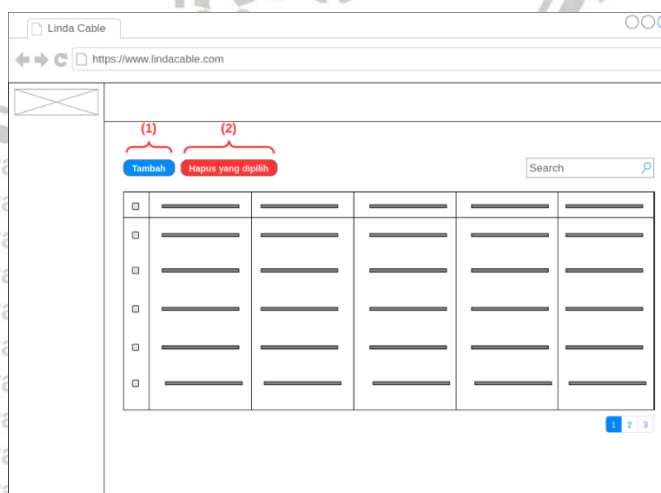 Linda Cable
https://www.lindacable.com
(1) (2)
Tambah Hapus yang dipilih Search
1 2 3